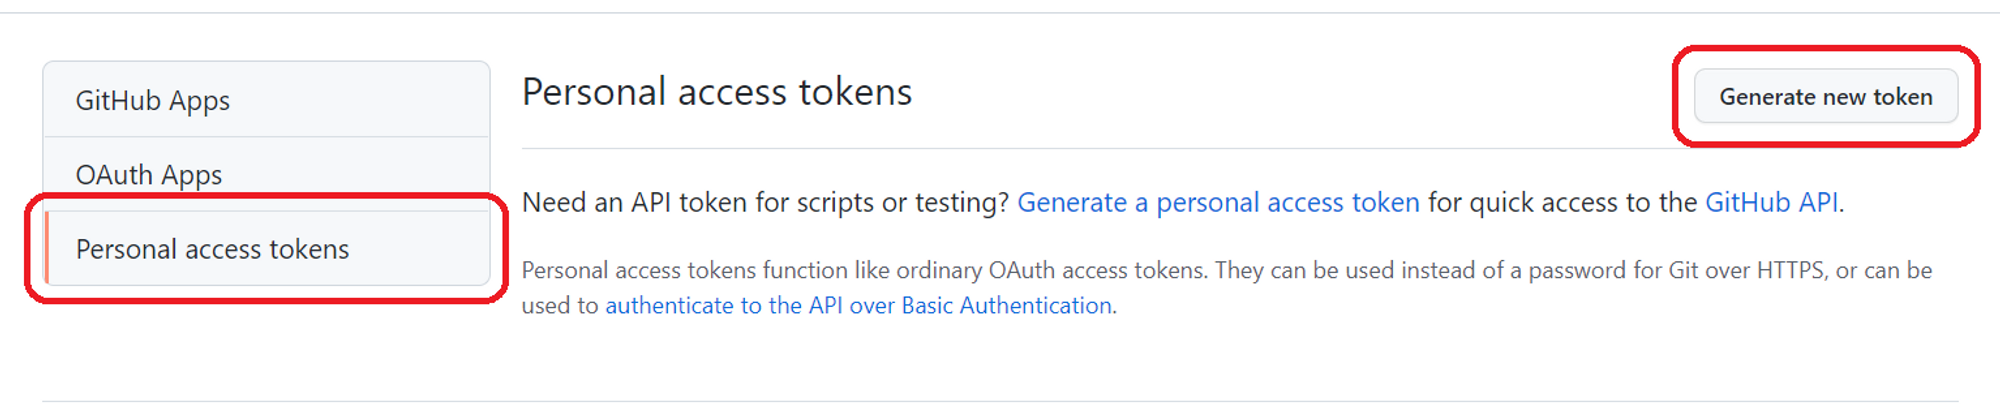 GitHub Apps
OAuth Apps
Personal access tokens
Personal access tokens
Generate new token
Need an API token for scripts or testing? Generate a personal access token for quick access to the GitHub API.
Personal access tokens function like ordinary OAuth access tokens. They can be used instead of a password for Git over HTTPS, or can be
used to authenticate to the API over Basic Authentication.